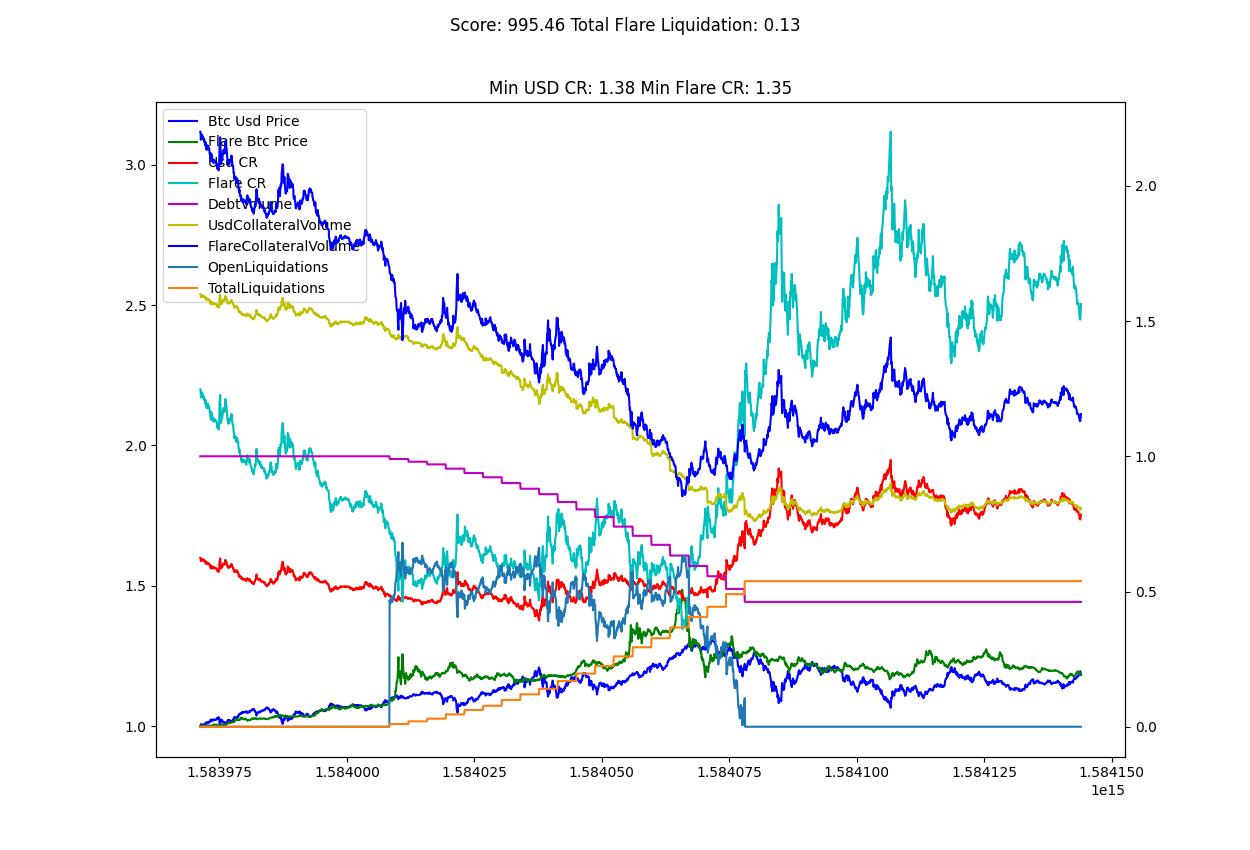 Score: 995.46 Total Flare Liquidation: 0.13
Min USD CR: 1.38 Min Flare CR: 1.35
Btc Usd Price
Flare Btc Price
Usd CR
Flare CR
DebtVolume
UsdCollateralVolume
FlareCollateralVolume
OpenLiquidations
TotalLiquidations
3.0
2.5
2.0
1.5
1.0
2.0
1.5
1.0
0.5
0.0
1.583975 1.584000 1.584025 1.584050 1.584075 1.584100 1.584125 1.584150
1e15